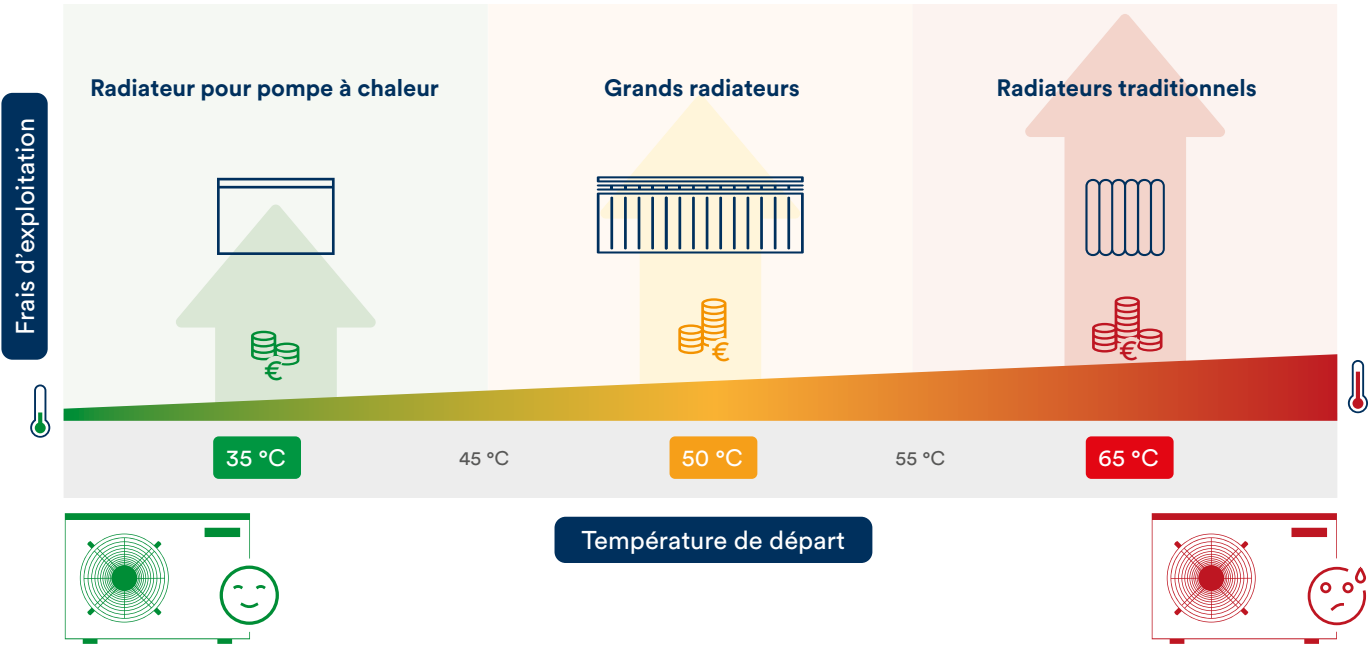 Radiateur pour pompe à chaleur
Grands radiateurs
Radiateurs traditionnels
Frais d'exploitation
€
€
€
35 °C
45 °C
50 °C
55 °C
65 °C
Température de départ